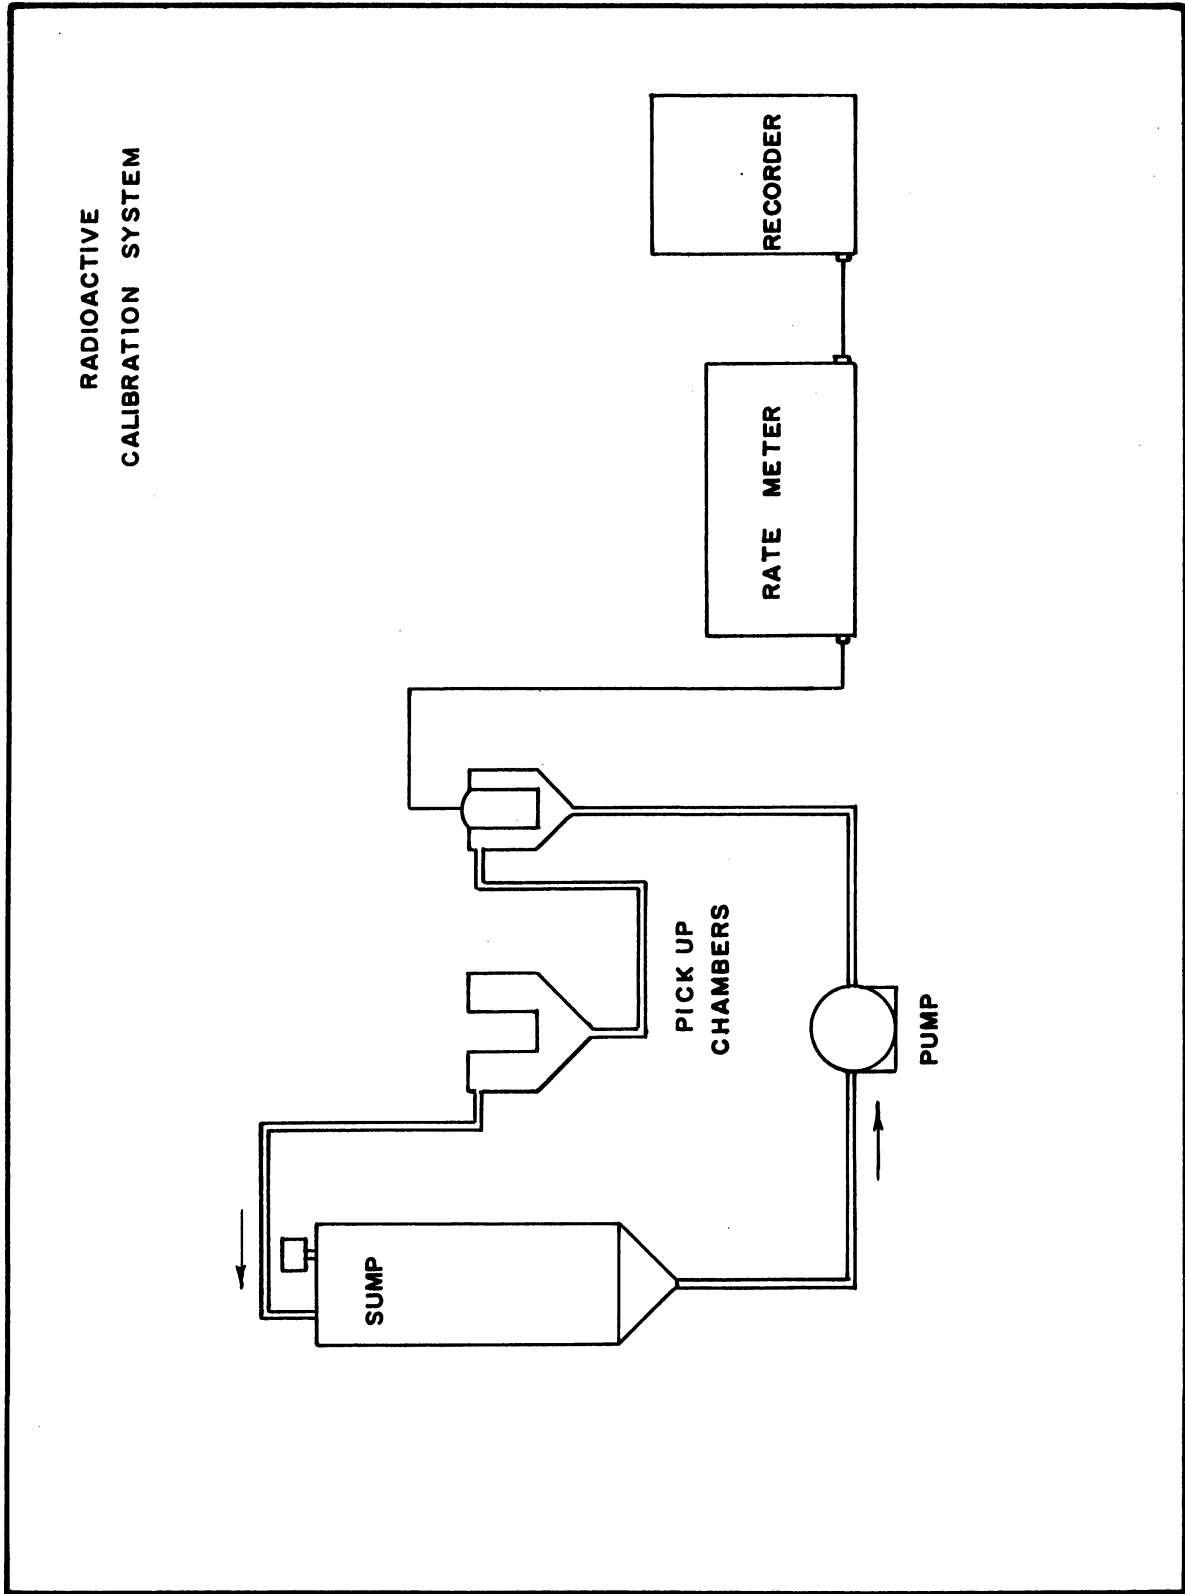 RADIOACTIVE
CALIBRATION SYSTEM
SUMP
PICK UP
CHAMBERS
PUMP
RATE METER
RECORDER